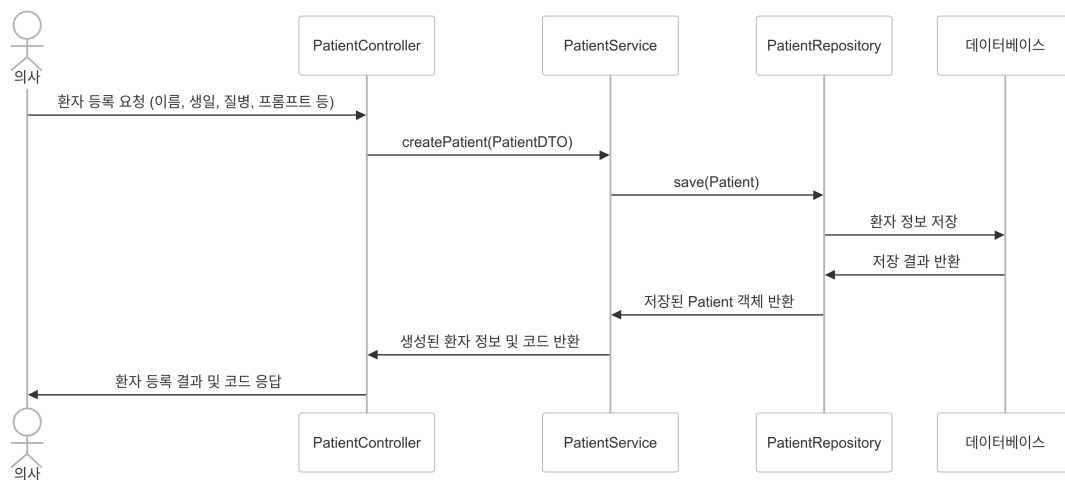 의사
PatientController
PatientService
PatientRepository
데이터베이스
환자 등록 요청 (이름, 생일, 질병, 프롬프트 등)
createPatient(PatientDTO)
save(Patient)
환자 정보 저장
저장 결과 반환
저장된 Patient 객체 반환
생성된 환자 정보 및 코드 반환
환자 등록 결과 및 코드 응답
의사
PatientController
PatientService
PatientRepository
데이터베이스